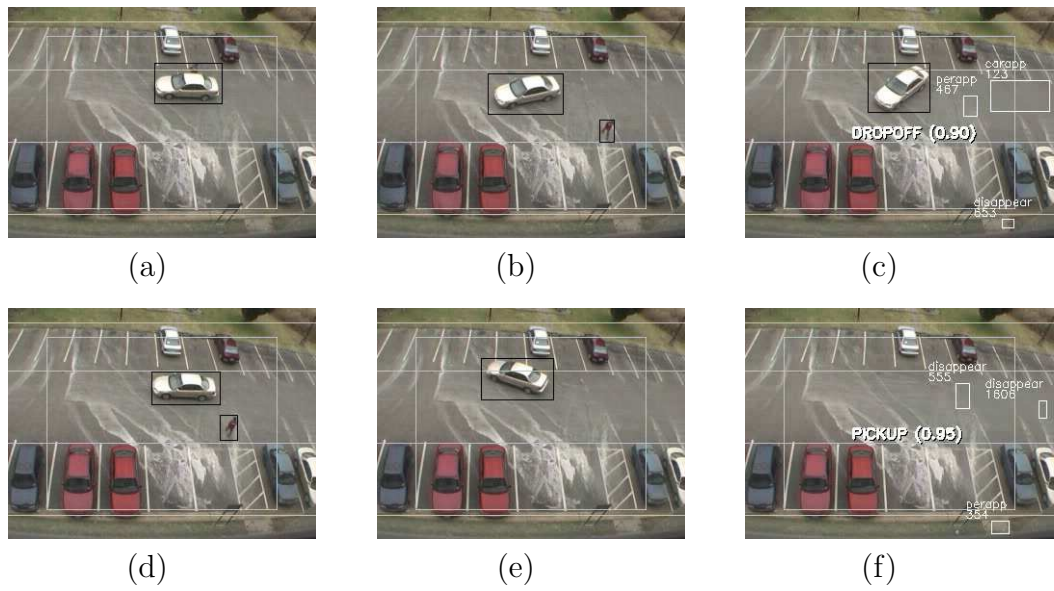 carapp
123
perapp
467
DROPOFF (0.90)
disappear
653
(a)
(b)
(c)
disappear
555
disappear
1606
PICKUP (0.95)
perapp
354
(d)
(e)
(f)